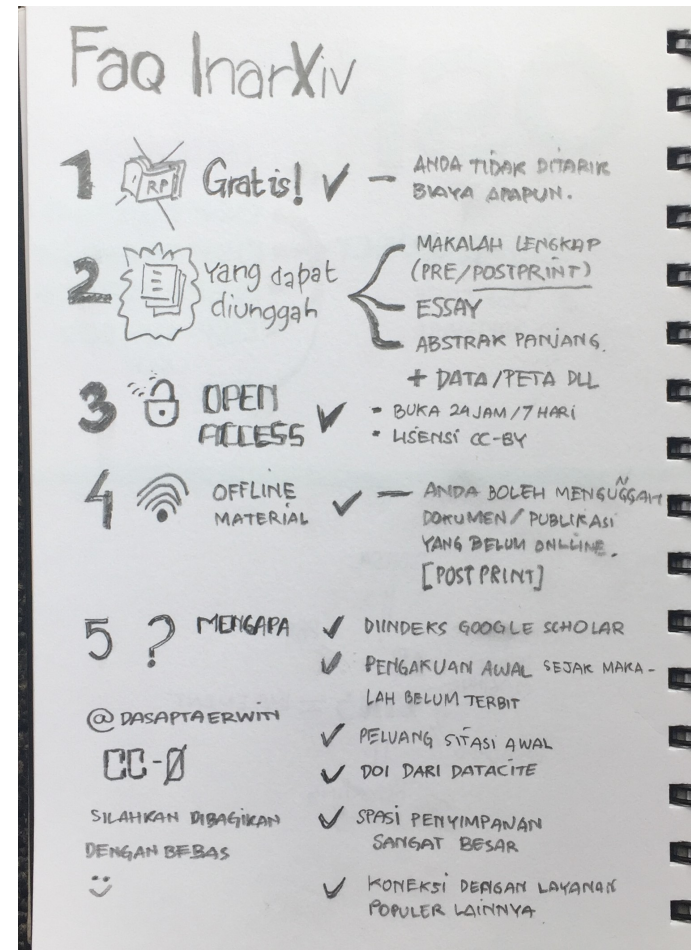 Faq InarXiv
1 RP Gratis! ✓ — ANDA TIDAK DITARIK
BIAYA APAPUN.
2 Yang dapat
diunggah
MAKALAH LENGKAP
(PRE/POSTPRINT)
ESSAY
ABSTRAK PANJANG.
+ DATA/PETA DLL
3 OPEN
ACCESS ✓
• BUKA 24 JAM/7 HARI
• LISENSI CC-BY
4 OFFLINE
MATERIAL ✓ — ANDA BOLEH MENGUNGGAH
DOKUMEN/PUBLIKASI
YANG BELUM ONLLINE.
[POST PRINT]
5 ? MENGAPA
✓ DIINDEKS GOOGLE SCHOLAR
✓ PENGAKUAN AWAL SEJAK MAKA-
LAH BELUM TERBIT
✓ PELUANG SITASI AWAL
✓ DOI DARI DATACITE
✓ SPASI PENYIMPANAN
SANGAT BESAR
✓ KONEKSI DENGAN LAYANAN
POPULER LAINNYA
@DASAPTAERWIN
CC-0
SILAHKAN DIBAGIKAN
DENGAN BEBAS